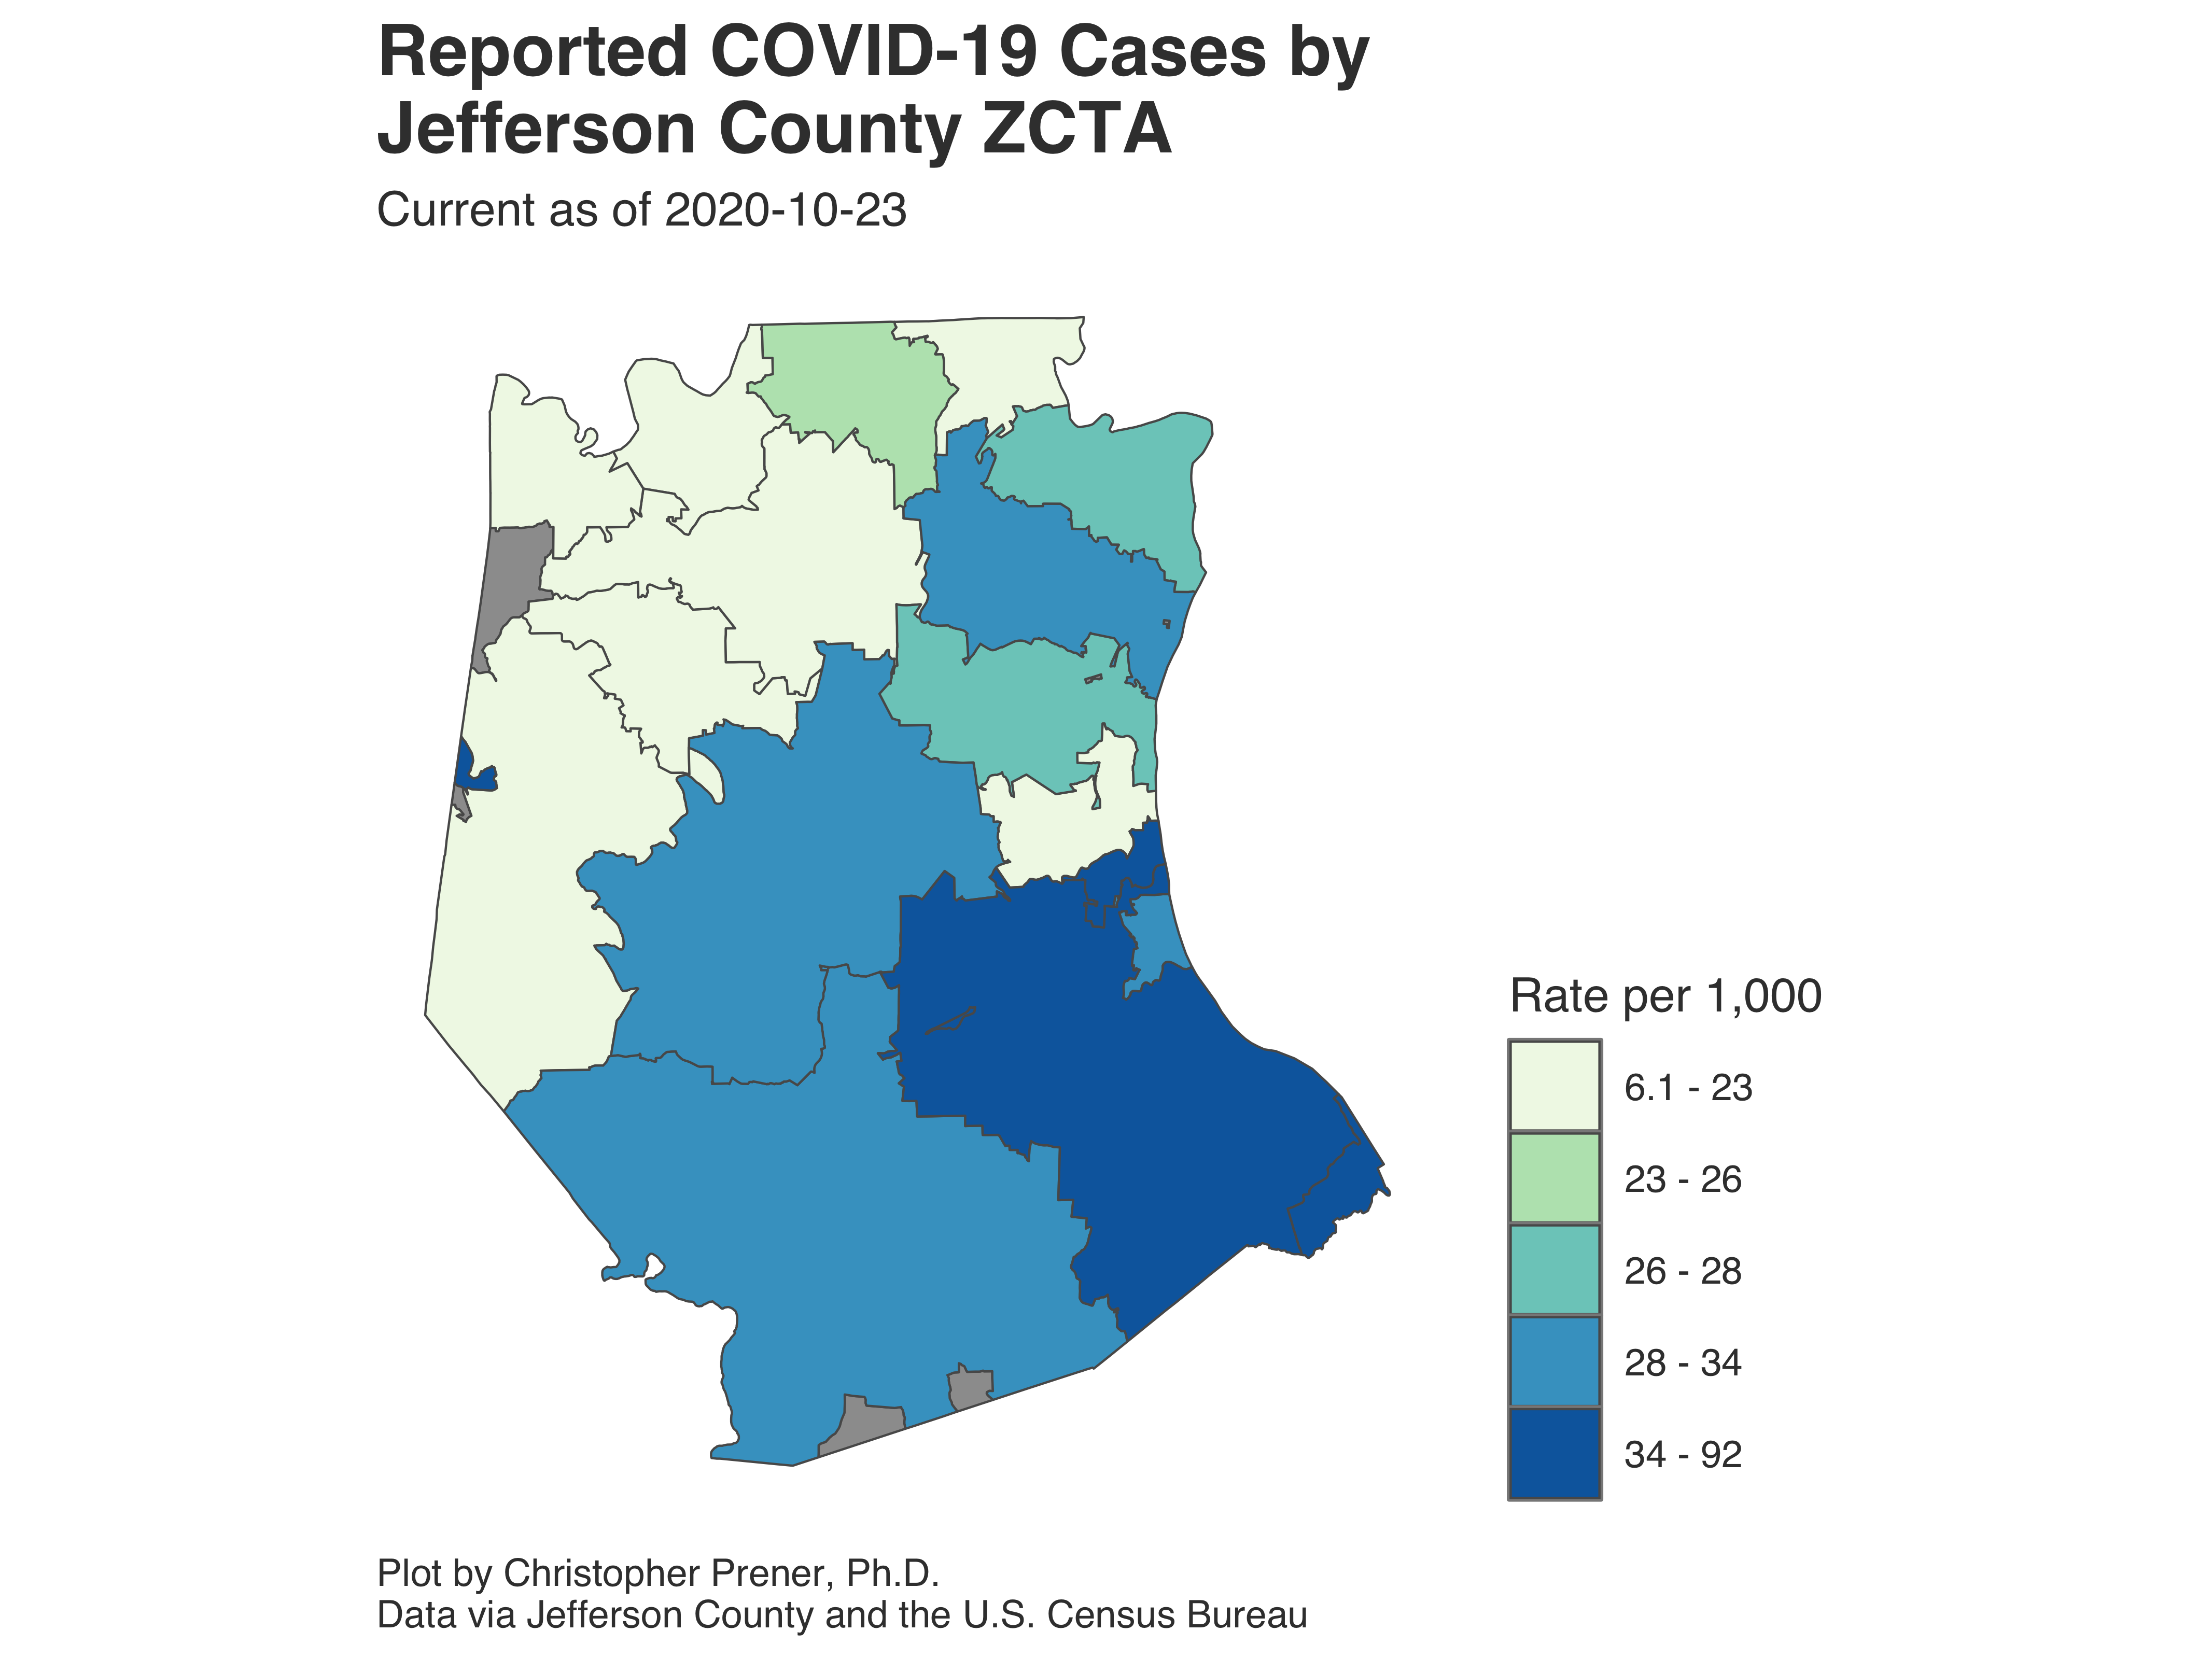 Reported COVID-19 Cases by
Jefferson County ZCTA
Current as of 2020-10-23
Rate per 1,000
6.1 - 23
23 - 26
26 - 28
28 - 34
34 - 92
Plot by Christopher Prener, Ph.D.
Data via Jefferson County and the U.S. Census Bureau